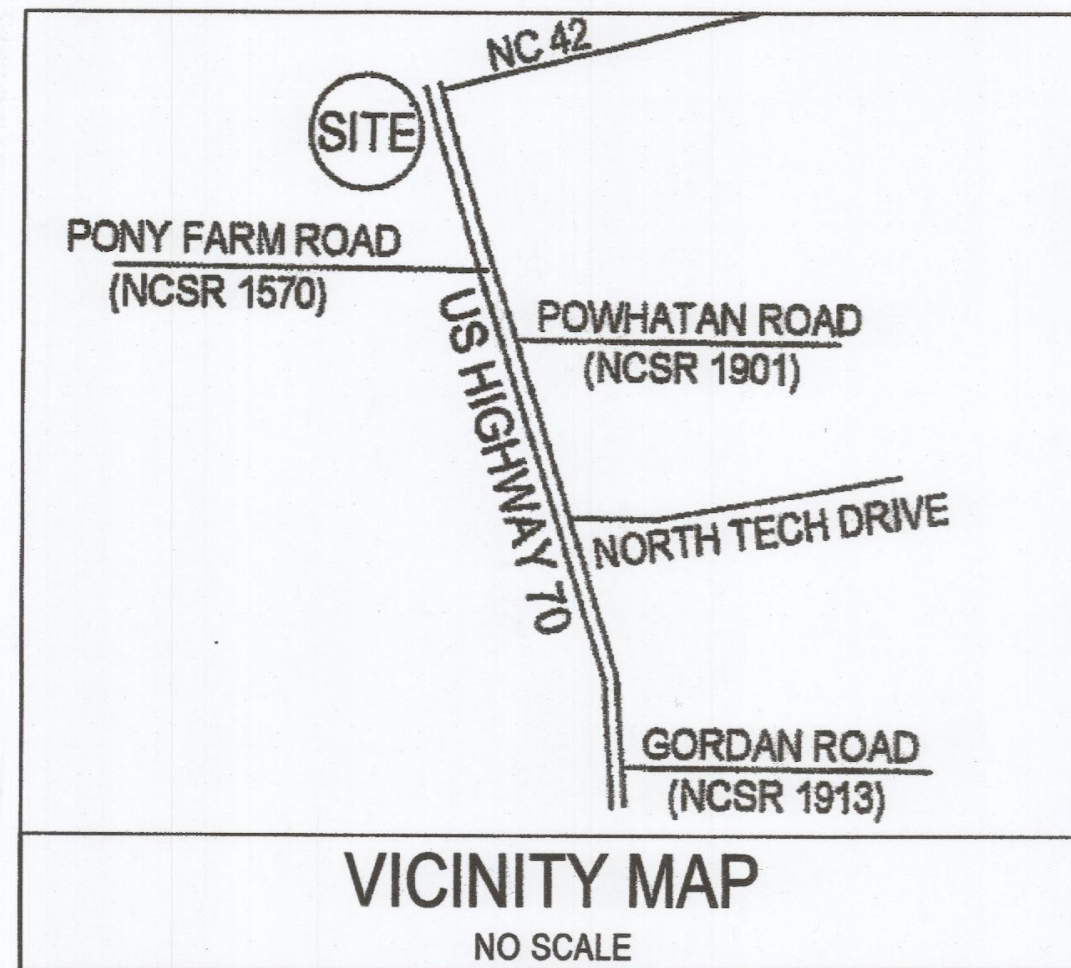 NC 42
SITE
PONY FARM ROAD
(NCSR 1570)
US HIGHWAY 70
POWHATAN ROAD
(NCSR 1901)
NORTH TECH DRIVE
GORDAN ROAD
(NCSR 1913)
VICINITY MAP
NO SCALE